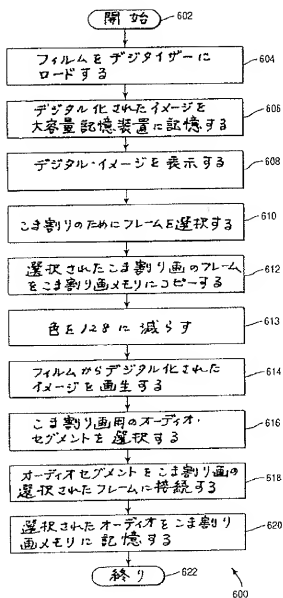 開始
602
フィルムをデジタイザーに
ロードする
604
デジタル化されたイメージを
大容量記憶装置に記憶する
606
デジタル・イメージを表示する
608
こま割りのためにフレームを選択する
610
選択されたこま割り画のフレーム
をこま割り画メモリにコピーする
612
色を128に減らす
613
フィルムからデジタル化された
イメージを画生する
614
こま割り画用のオーディオ・
セグメントを選択する
616
オーディオセグメントをこま割り画の
選択されたフレームに接続する
618
選択されたオーディオをこま割り
画メモリに記憶する
620
終り
622
600